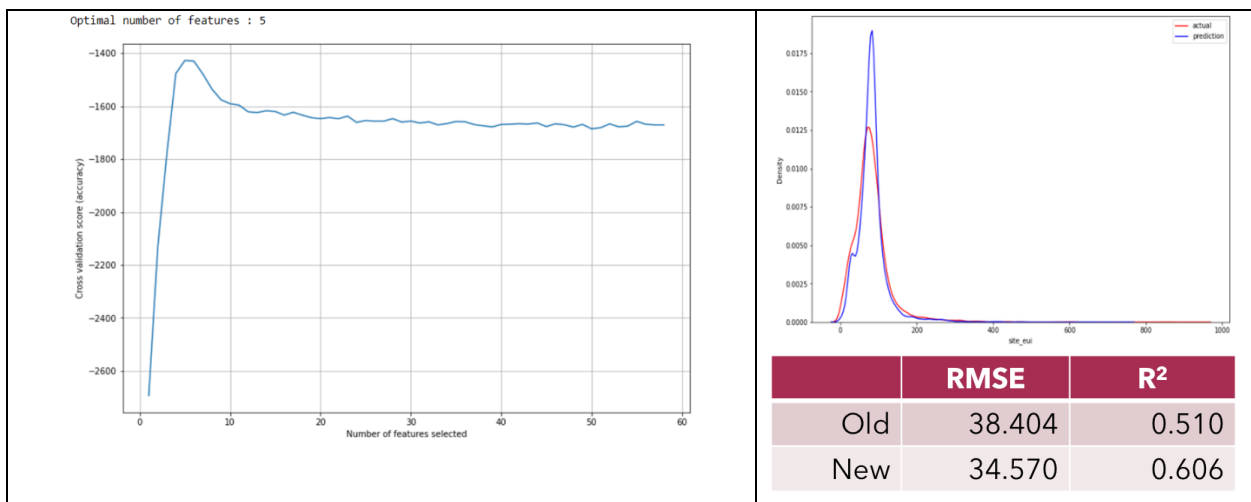 Optimal number of features : 5
−1400
−1600
−1800
−2000
−2200
−2400
−2600
Cross validation score (accuracy)
0 10 20 30 40 50 60
Number of features selected
actual
prediction
0.0175
0.0150
0.0125
0.0100
0.0075
0.0050
0.0025
0.0000
Density
0 200 400 600 800 1000
site_eui
RMSE R²
Old 38.404 0.510
New 34.570 0.606